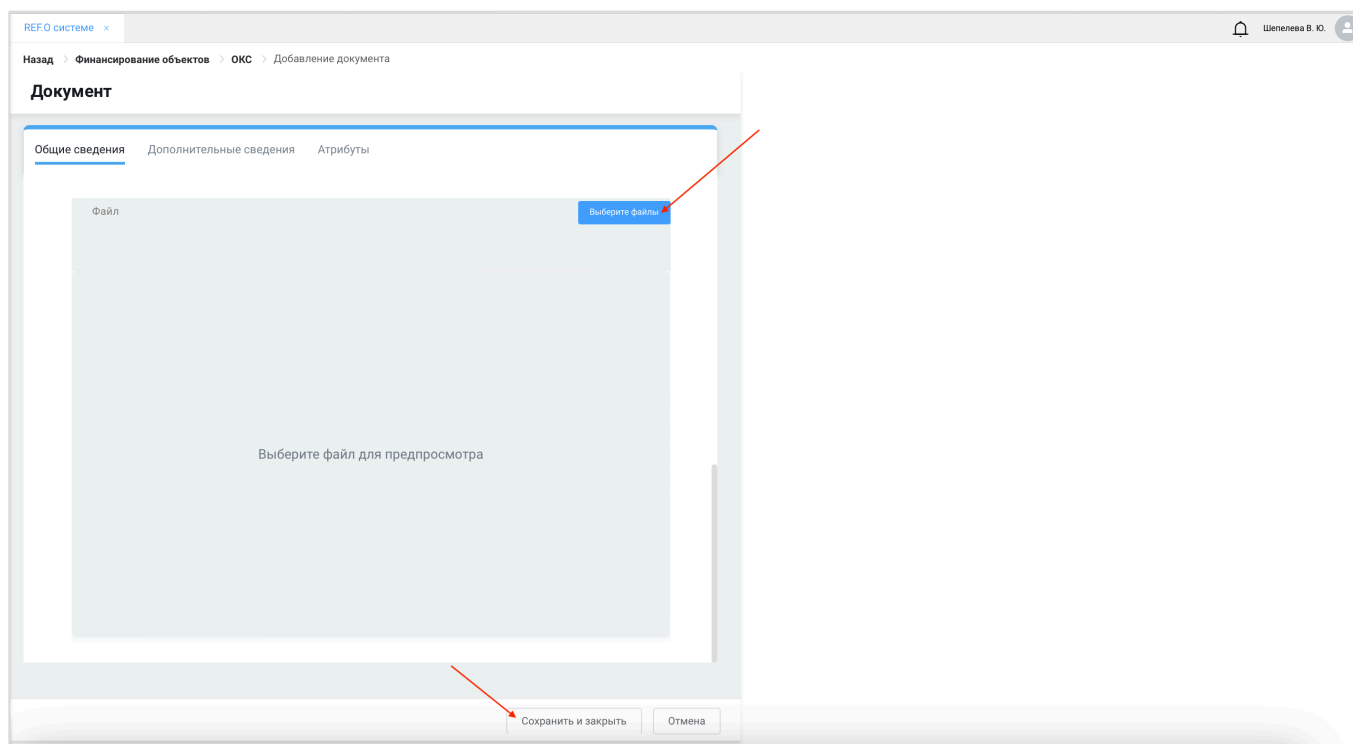 REF.О системе ×
Шепелева В. Ю.
Назад > Финансирование объектов > ОКС > Добавление документа
Документ
Общие сведения Дополнительные сведения Атрибуты
Файл Выберите файлы
Выберите файл для предпросмотра
Сохранить и закрыть Отмена